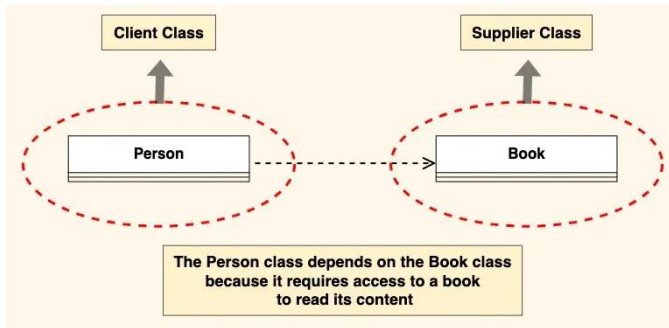 Client Class
Supplier Class
Person
Book
The Person class depends on the Book class
because it requires access to a book
to read its content